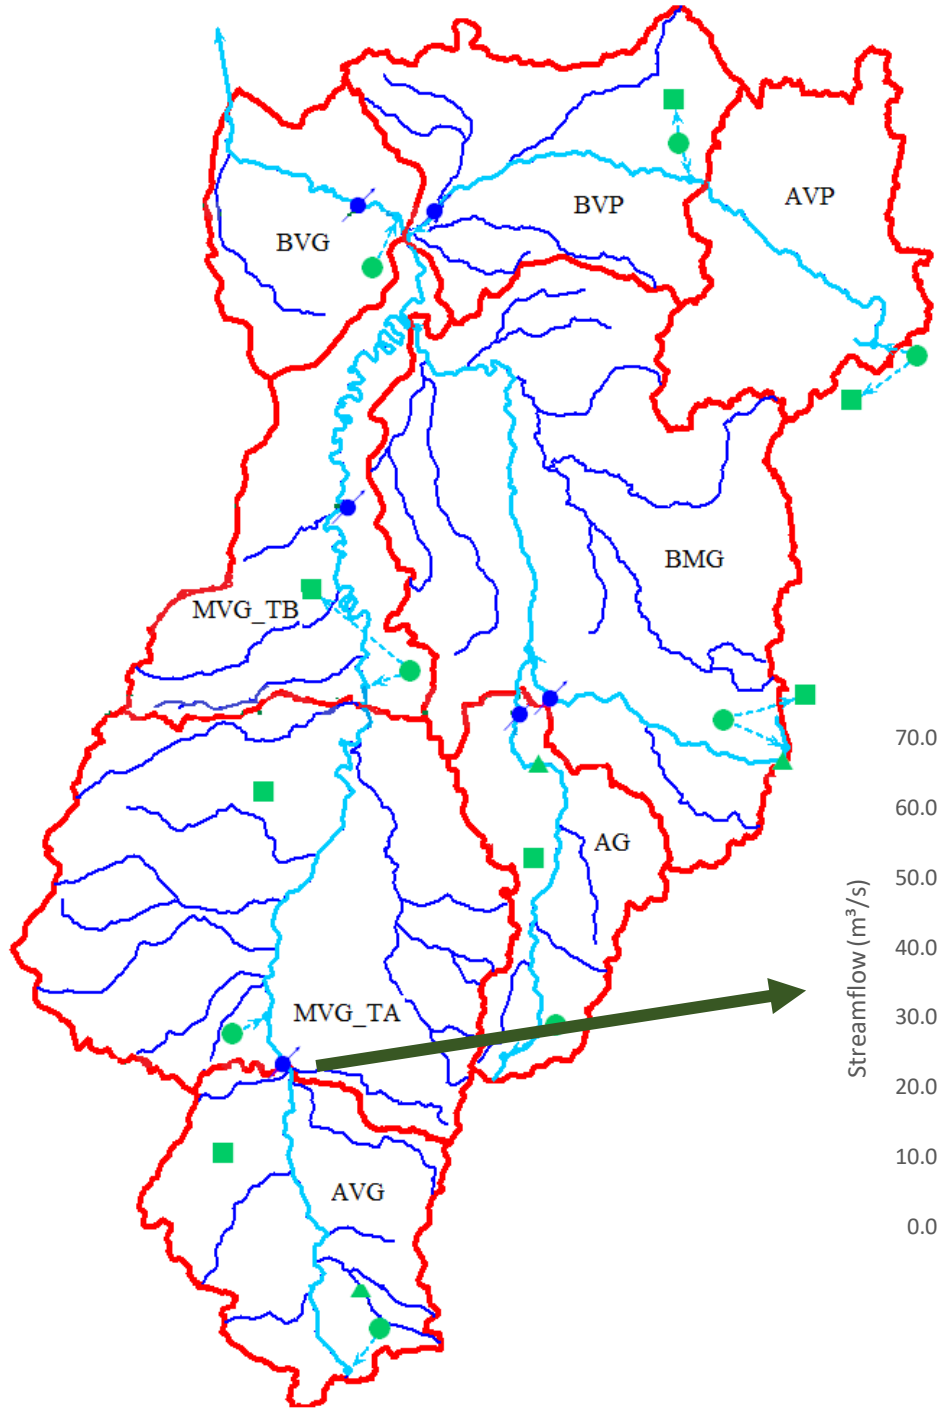 BVP
AVP
BVG
BMG
MVG_TB
AG
MVG_TA
AVG
Streamflow (m³/s)
70.0
60.0
50.0
40.0
30.0
20.0
10.0
0.0